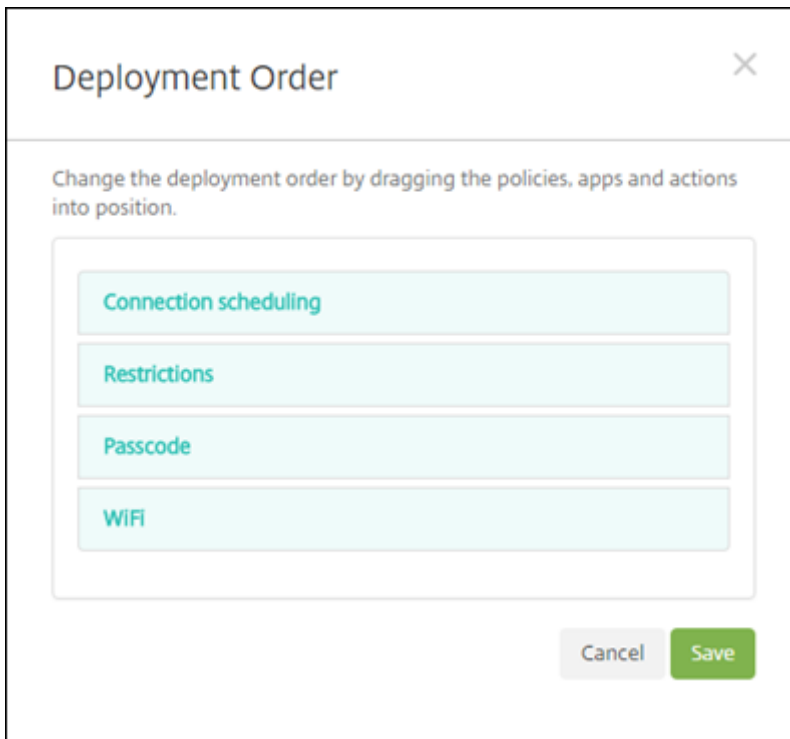 Deployment Order
Change the deployment order by dragging the policies, apps and actions
into position.
Connection scheduling
Restrictions
Passcode
WiFi
Cancel
Save